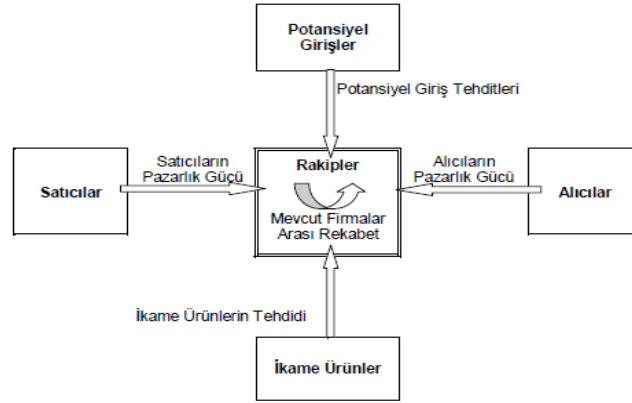 Potansiyel
Girişler
Potansiyel Giriş Tehditleri
Satıcılar
Satıcıların
Pazarlık Güçü
Rakipler
Mevcut Firmalar
Arası Rekabet
Alıcıların
Pazarlık Gücü
Alıcılar
İkame Ürünlerin Tehdidi
İkame Ürünler